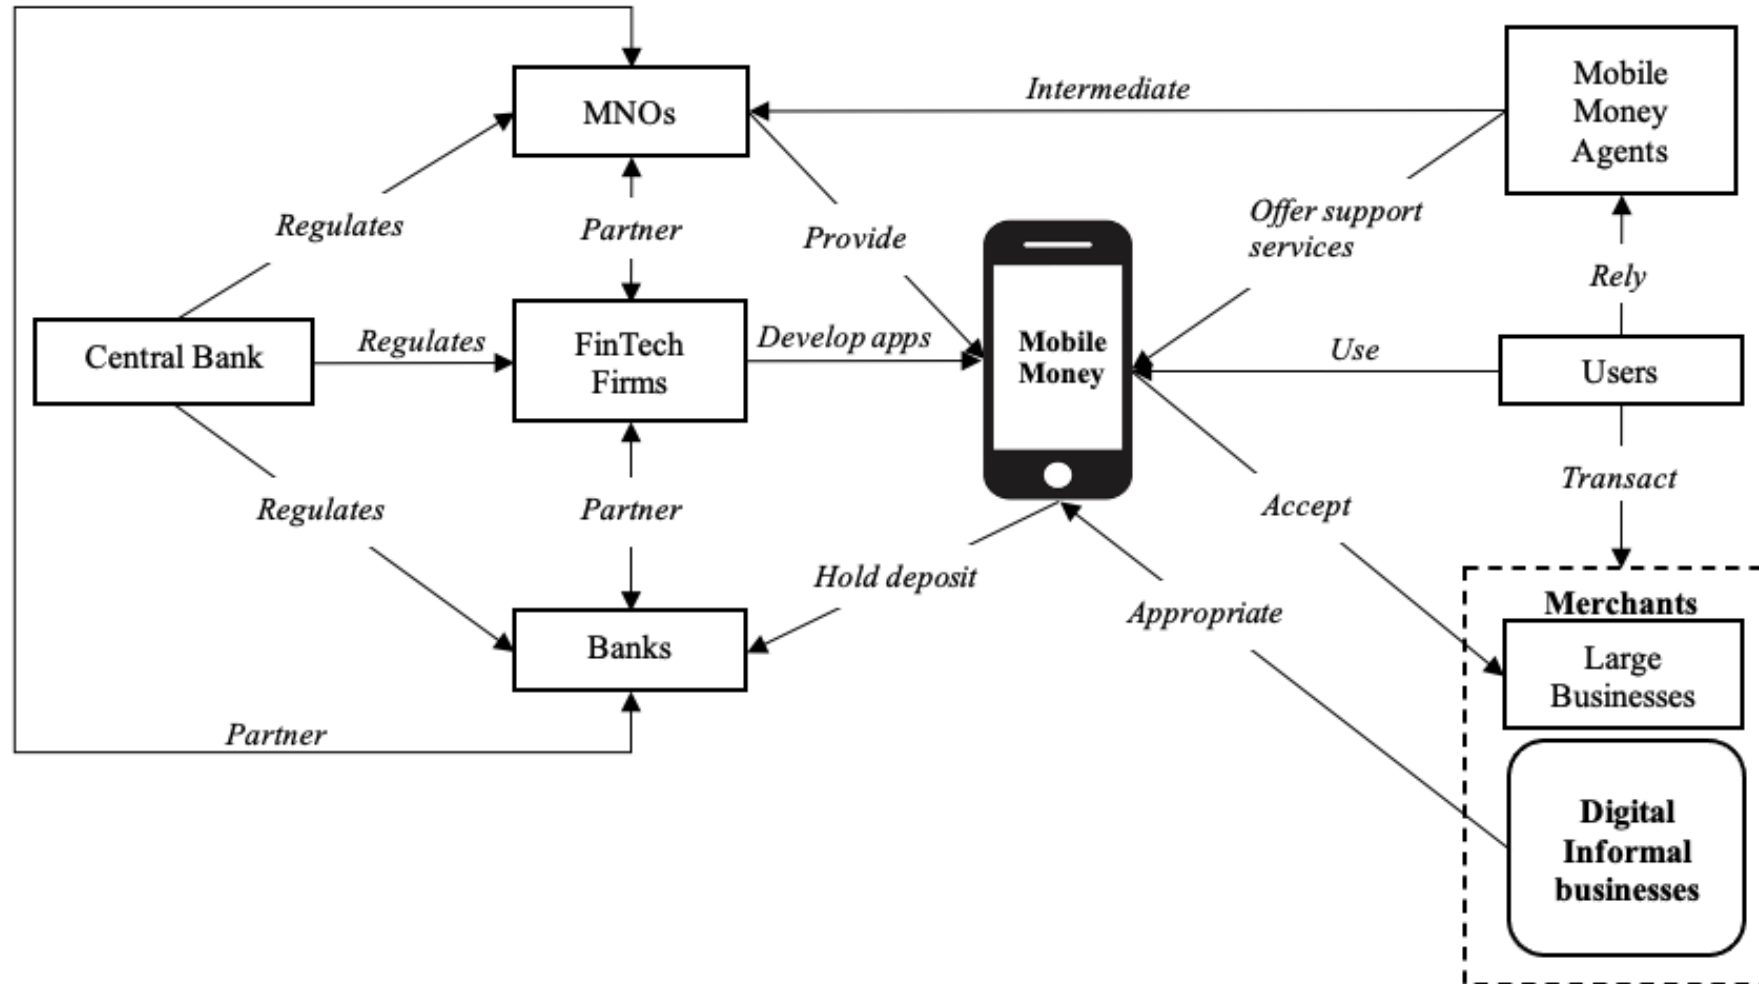 MNOs
Intermediate
Mobile
Money
Agents
Regulates
Partner
Provide
Offer support
services
Rely
Central Bank
Regulates
FinTech
Firms
Develop apps
Mobile
Money
Use
Users
Regulates
Partner
Hold deposit
Accept
Transact
Appropriate
Banks
Partner
Merchants
Large
Businesses
Digital
Informal
businesses